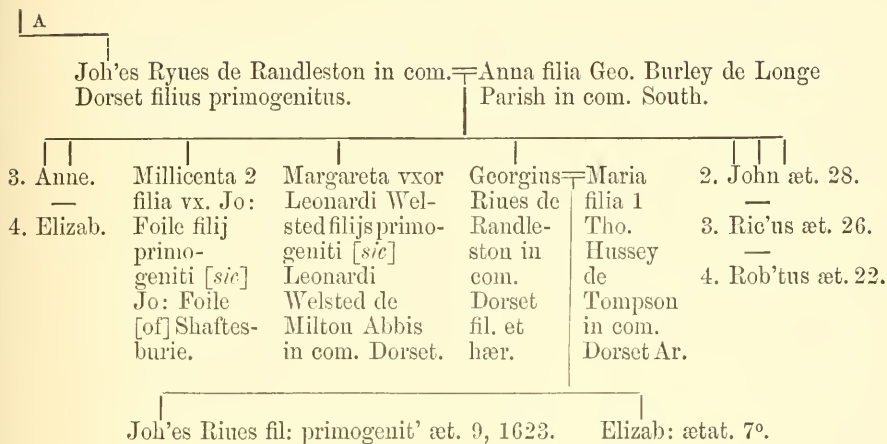 A
Joh'es Ryues de Randleston in com.
Dorset filius primogenitus.
Anna filia Geo. Burley de Longe
Parish in com. South.
3. Anne.
—
4. Elizab.
Millicenta 2
filia vx. Jo:
Foile filij
primo-
geniti [sic]
Jo: Foile
[of] Shaftes-
burie.
Margareta vxor
Leonardi Wel-
sted filijs primo-
geniti [sic]
Leonardi
Welsted de
Milton Abbis
in com. Dorset.
Georgius
Riues de
Randle-
ston in
com.
Dorset
fil. et
hær.
Maria
filia 1
Tho.
Hussey
de
Tompson
in com.
Dorset Ar.
2. John æt. 28.
—
3. Ric'us æt. 26.
—
4. Rob'tus æt. 22.
Joh'es Riues fil: primogenit' æt. 9, 1623.
Elizab: ætat. 7º.